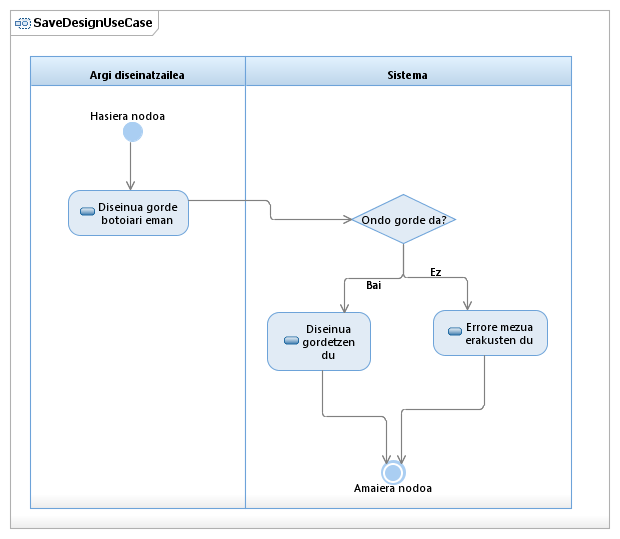 SaveDesignUseCase
Argi diseinatzailea
Sistema
Hasiera nodoa
Diseinua gorde
botoiari eman
Ondo gorde da?
Bai
Ez
Diseinua
gordetzen
du
Errore mezua
erakusten du
Amaiera nodoa